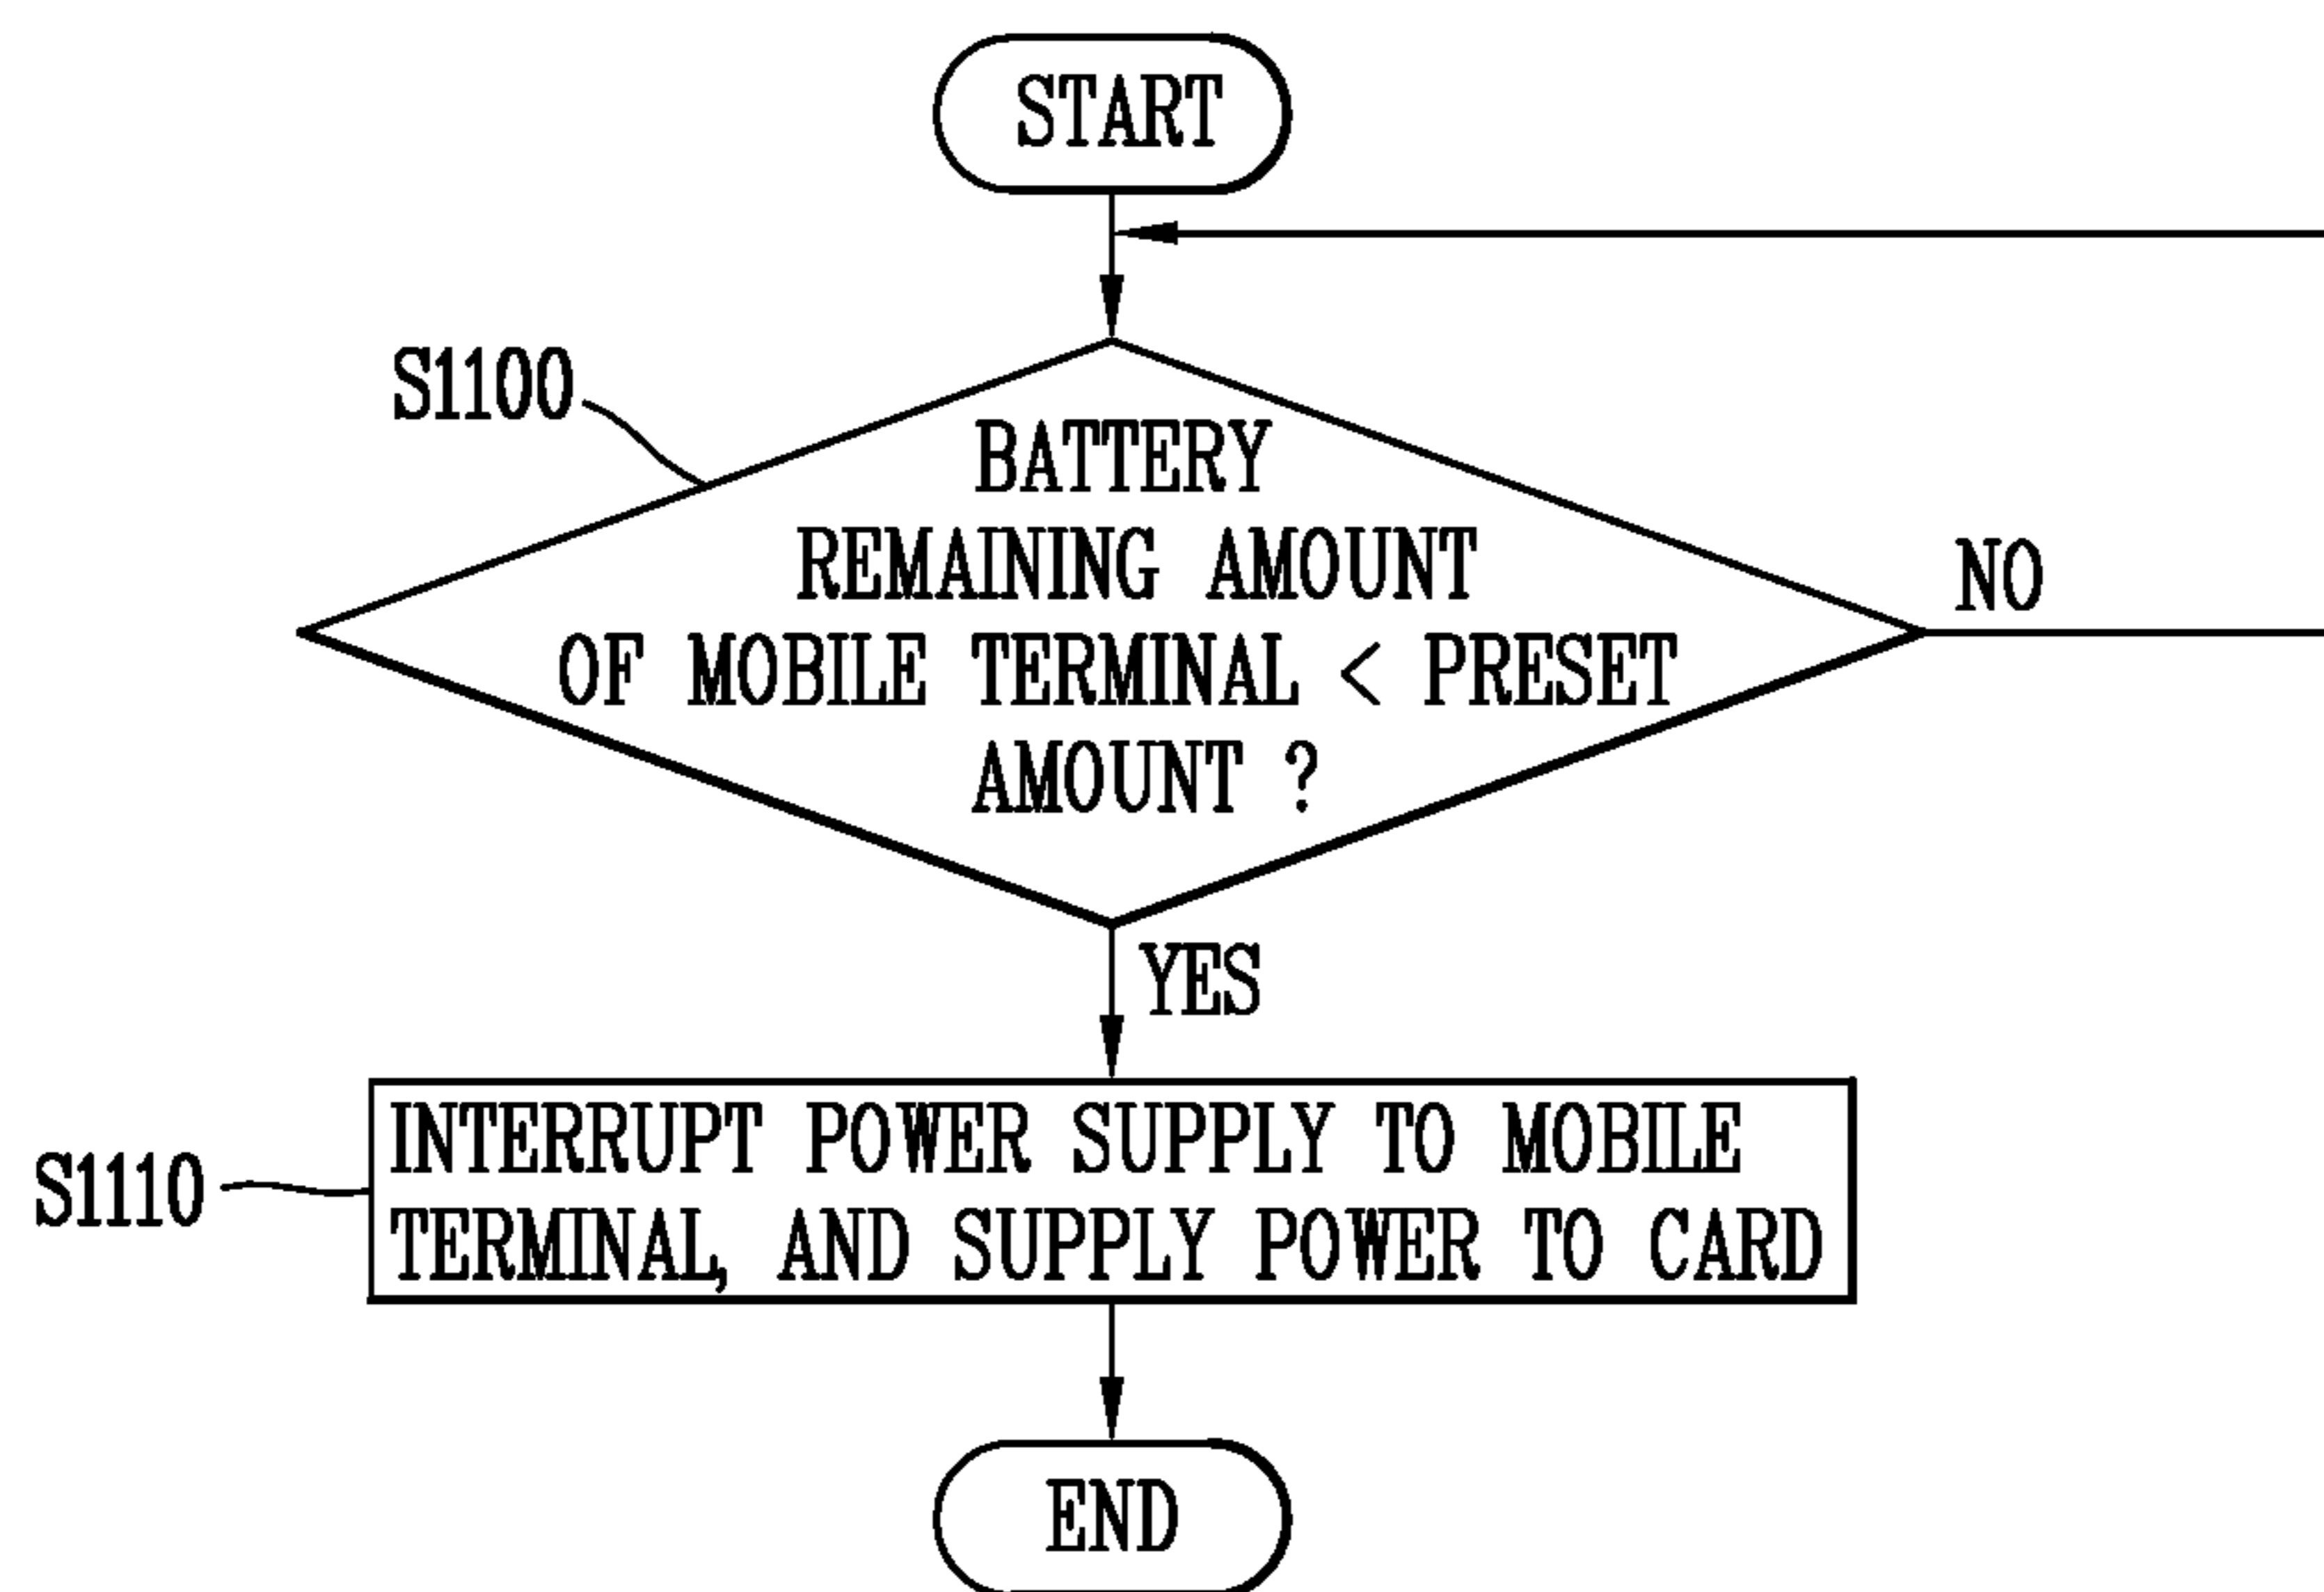 START
S1100
BATTERY
REMAINING AMOUNT
OF MOBILE TERMINAL < PRESET
AMOUNT ?
NO
YES
S1110
INTERRUPT POWER SUPPLY TO MOBILE
TERMINAL, AND SUPPLY POWER TO CARD
END